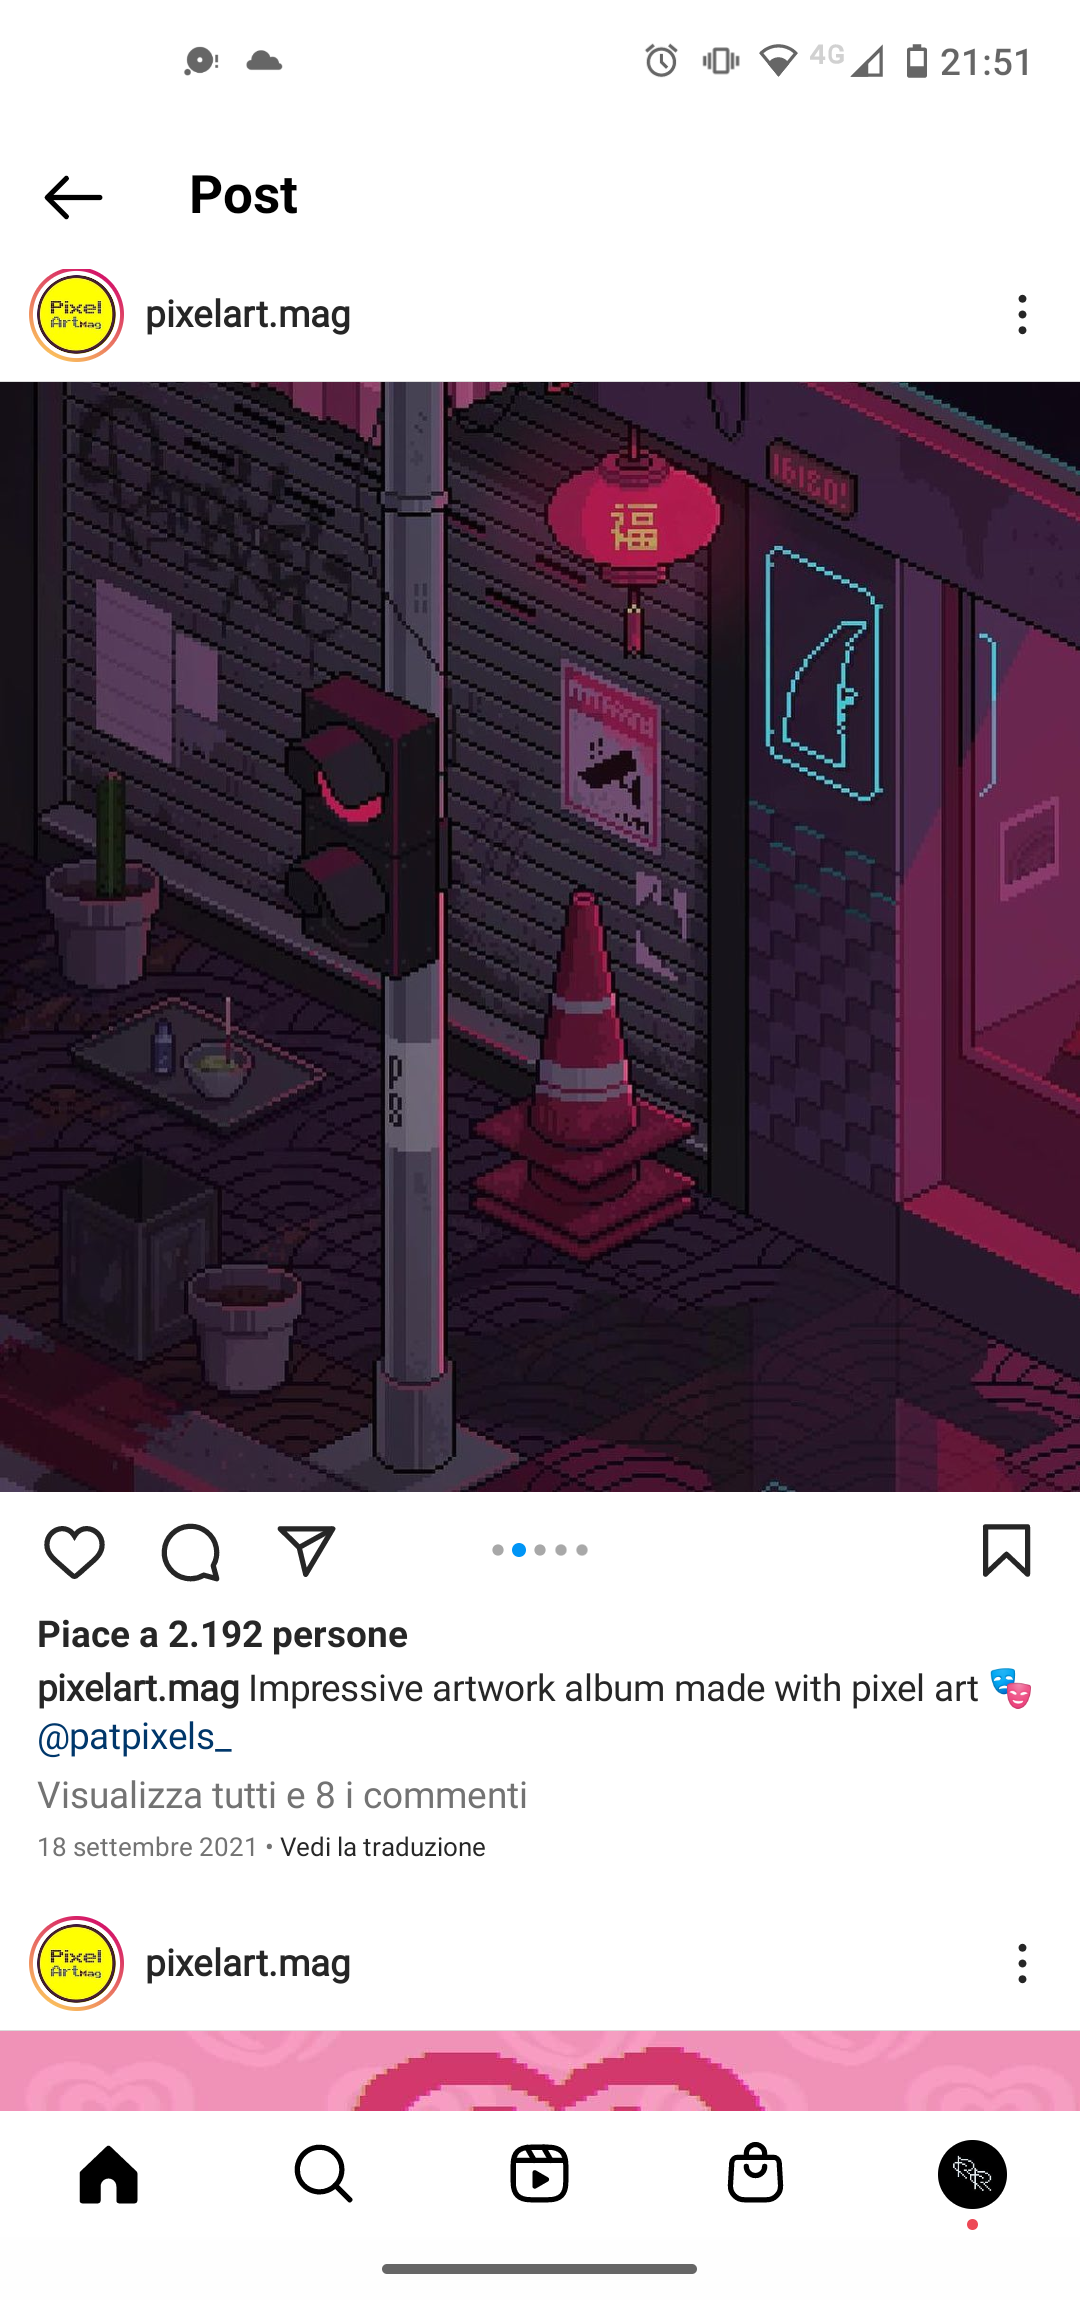 4G 21:51
Post
Pixel
ArtMag
pixelart.mag
福
P
8
Piace a 2.192 persone
pixelart.mag Impressive artwork album made with pixel art 🎭
@patpixels_
Visualizza tutti e 8 i commenti
18 settembre 2021 • Vedi la traduzione
Pixel
ArtMag
pixelart.mag